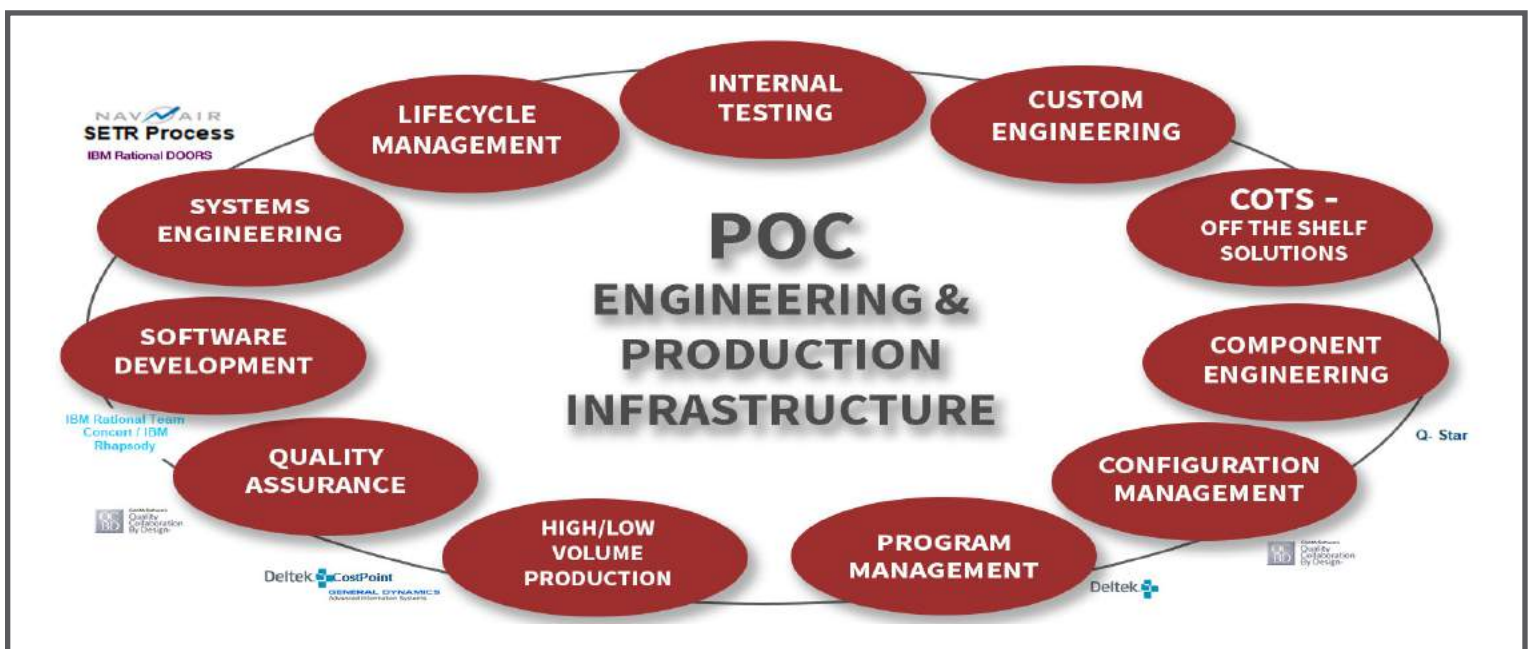 INTERNAL
TESTING
LIFECYCLE
MANAGEMENT
CUSTOM
ENGINEERING
NAVAIR
SETR Process
IBM Rational DOORS
SYSTEMS
ENGINEERING
COTS -
OFF THE SHELF
SOLUTIONS
POC
ENGINEERING &
PRODUCTION
INFRASTRUCTURE
SOFTWARE
DEVELOPMENT
COMPONENT
ENGINEERING
IBM Rational Team
Concert / IBM
Rhapsody
Q- Star
QUALITY
ASSURANCE
CONFIGURATION
MANAGEMENT
QCBD
Quality
Collaboration
By Design
HIGH/LOW
VOLUME
PRODUCTION
PROGRAM
MANAGEMENT
QCBD
Quality
Collaboration
By Design
Deltek CostPoint
GENERAL DYNAMICS
Advanced Information Systems
Deltek